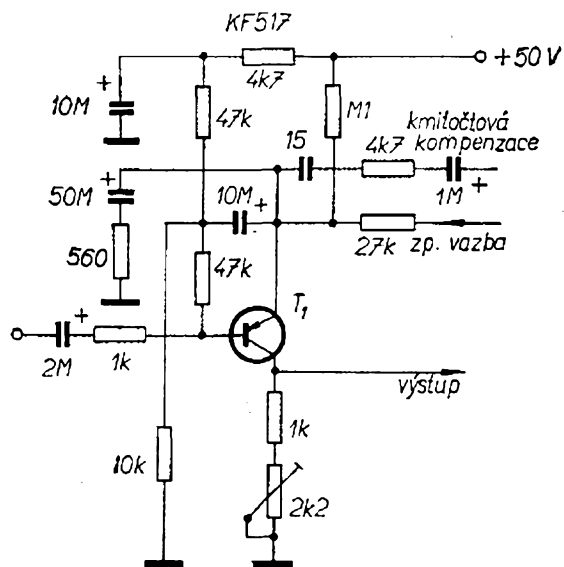 KF517
+50 V
4k7
10M
+
47k
M1
kmitočtová
kompenzace
15
4k7
1M
+
50M
+
10M
+
27k
zp. vazba
560
47k
T1
+
2M
1k
výstup
1k
10k
2k2